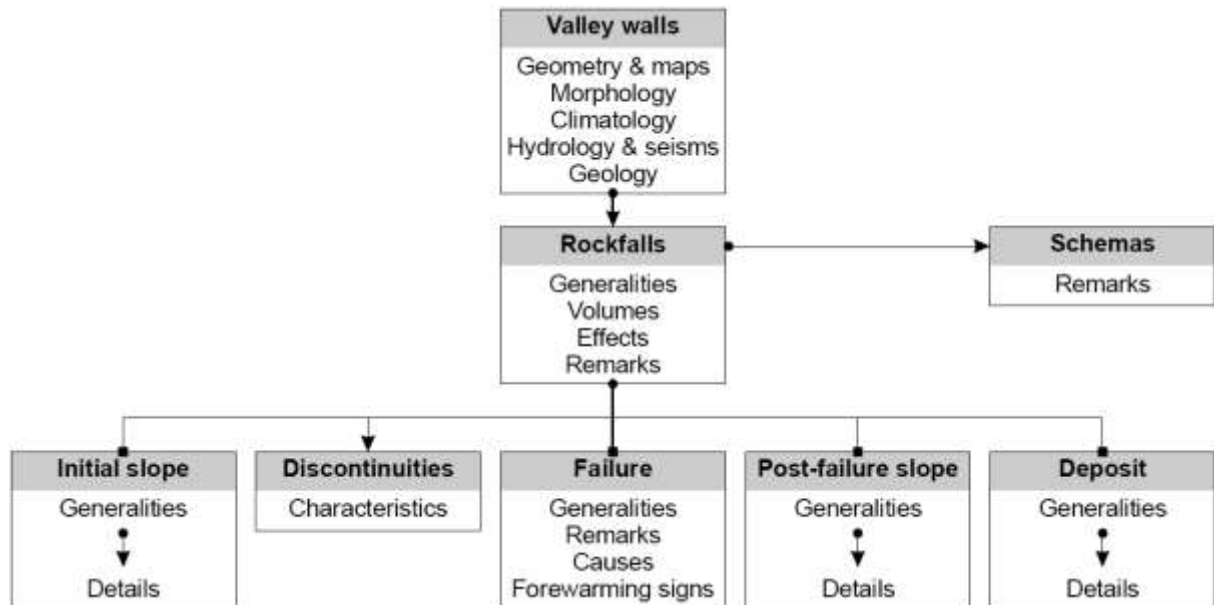 Valley walls
Geometry & maps
Morphology
Climatology
Hydrology & seisms
Geology
Rockfalls
Generalities
Volumes
Effects
Remarks
Schemas
Remarks
Initial slope
Generalities
Details
Discontinuities
Characteristics
Failure
Generalities
Remarks
Causes
Forewarming signs
Post-failure slope
Generalities
Details
Deposit
Generalities
Details